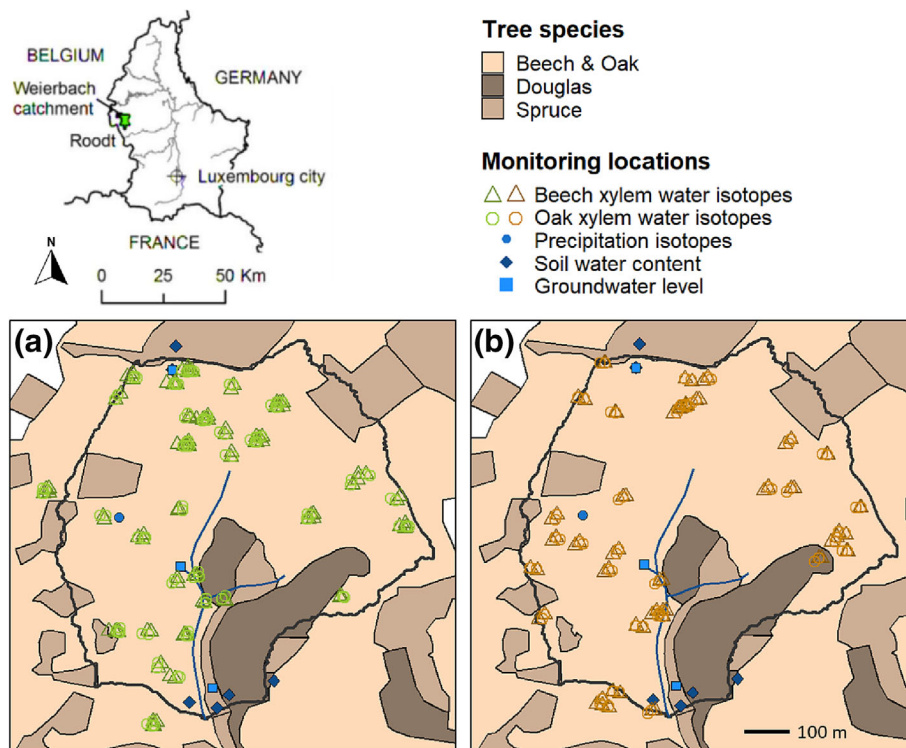 BELGIUM
GERMANY
Weierbach
catchment
Roodt
Luxembourg city
FRANCE
N
0 25 50 Km
Tree species
Beech & Oak
Douglas
Spruce
Monitoring locations
Beech xylem water isotopes
Oak xylem water isotopes
Precipitation isotopes
Soil water content
Groundwater level
(a)
(b)
100 m